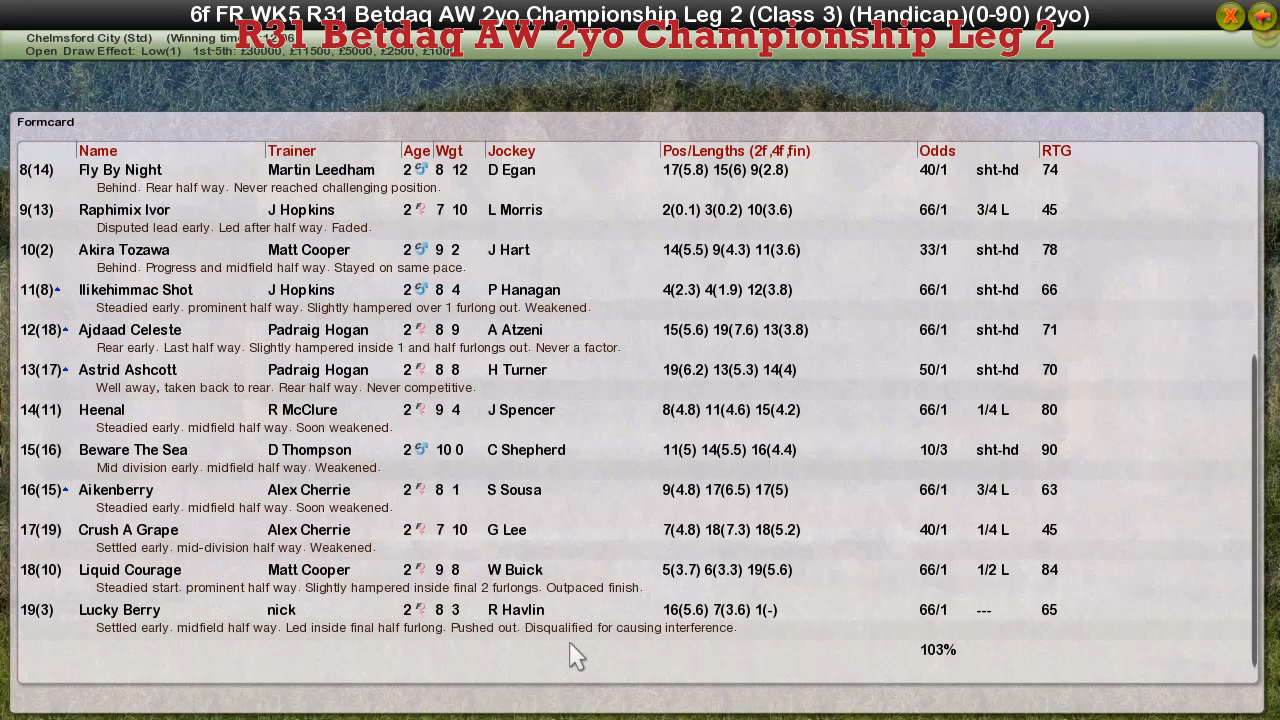 6f FR WK5 R31 Betdaq AW 2yo Championship Leg 2 (Class 3) (Handicap)(0-90) (2yo)
R31 Betdaq AW 2yo Championship Leg 2
Chelmsford City (Std) (Winning
Open Draw Effect: Low(1) 1st-5th: £30000, £11500, £5000, £2500,
Formcard
Name Trainer Age Wgt Jockey Pos/Lengths (2f,4f,fin) Odds RTG
8(14) Fly By Night Martin Leedham 2 8 12 D Egan 17(5.8) 15(6) 9(2.8) 40/1 sht-hd 74
Behind. Rear half way. Never reached challenging position.
9(13) Raphimix Ivor J Hopkins 2 7 10 L Morris 2(0.1) 3(0.2) 10(3.6) 66/1 3/4 L 45
Disputed lead early. Led after half way. Faded.
10(2) Akira Tozawa Matt Cooper 2 9 2 J Hart 14(5.5) 9(4.3) 11(3.6) 33/1 sht-hd 78
Behind. Progress and midfield half way. Stayed on same pace.
11(8) Ilikehimmac Shot J Hopkins 2 8 4 P Hanagan 4(2.3) 4(1.9) 12(3.8) 66/1 sht-hd 66
Steadied early. prominent half way. Slightly hampered over 1 furlong out. Weakened.
12(18) Ajdaad Celeste Padraig Hogan 2 8 9 A Atzeni 15(5.6) 19(7.6) 13(3.8) 66/1 sht-hd 71
Rear early. Last half way. Slightly hampered inside 1 and half furlongs out. Never a factor.
13(17) Astrid Ashcott Padraig Hogan 2 8 8 H Turner 19(6.2) 13(5.3) 14(4) 50/1 sht-hd 70
Well away, taken back to rear. Rear half way. Never competitive.
14(11) Heenal R McClure 2 9 4 J Spencer 8(4.8) 11(4.6) 15(4.2) 66/1 1/4 L 80
Steadied early. midfield half way. Soon weakened.
15(16) Beware The Sea D Thompson 2 10 0 C Shepherd 11(5) 14(5.5) 16(4.4) 10/3 sht-hd 90
Mid division early. midfield half way. Weakened.
16(15) Aikenberry Alex Cherrie 2 8 1 S Sousa 9(4.8) 17(6.5) 17(5) 66/1 3/4 L 63
Steadied early. midfield half way. Soon weakened.
17(19) Crush A Grape Alex Cherrie 2 7 10 G Lee 7(4.8) 18(7.3) 18(5.2) 40/1 1/4 L 45
Settled early. mid-division half way. Weakened.
18(10) Liquid Courage Matt Cooper 2 9 8 W Buick 5(3.7) 6(3.3) 19(5.6) 66/1 1/2 L 84
Steadied start. prominent half way. Slightly hampered inside final 2 furlongs. Outpaced finish.
19(3) Lucky Berry nick 2 8 3 R Havlin 16(5.6) 7(3.6) 1(-) 66/1 --- 65
Settled early. midfield half way. Led inside final half furlong. Pushed out. Disqualified for causing interference.
103%